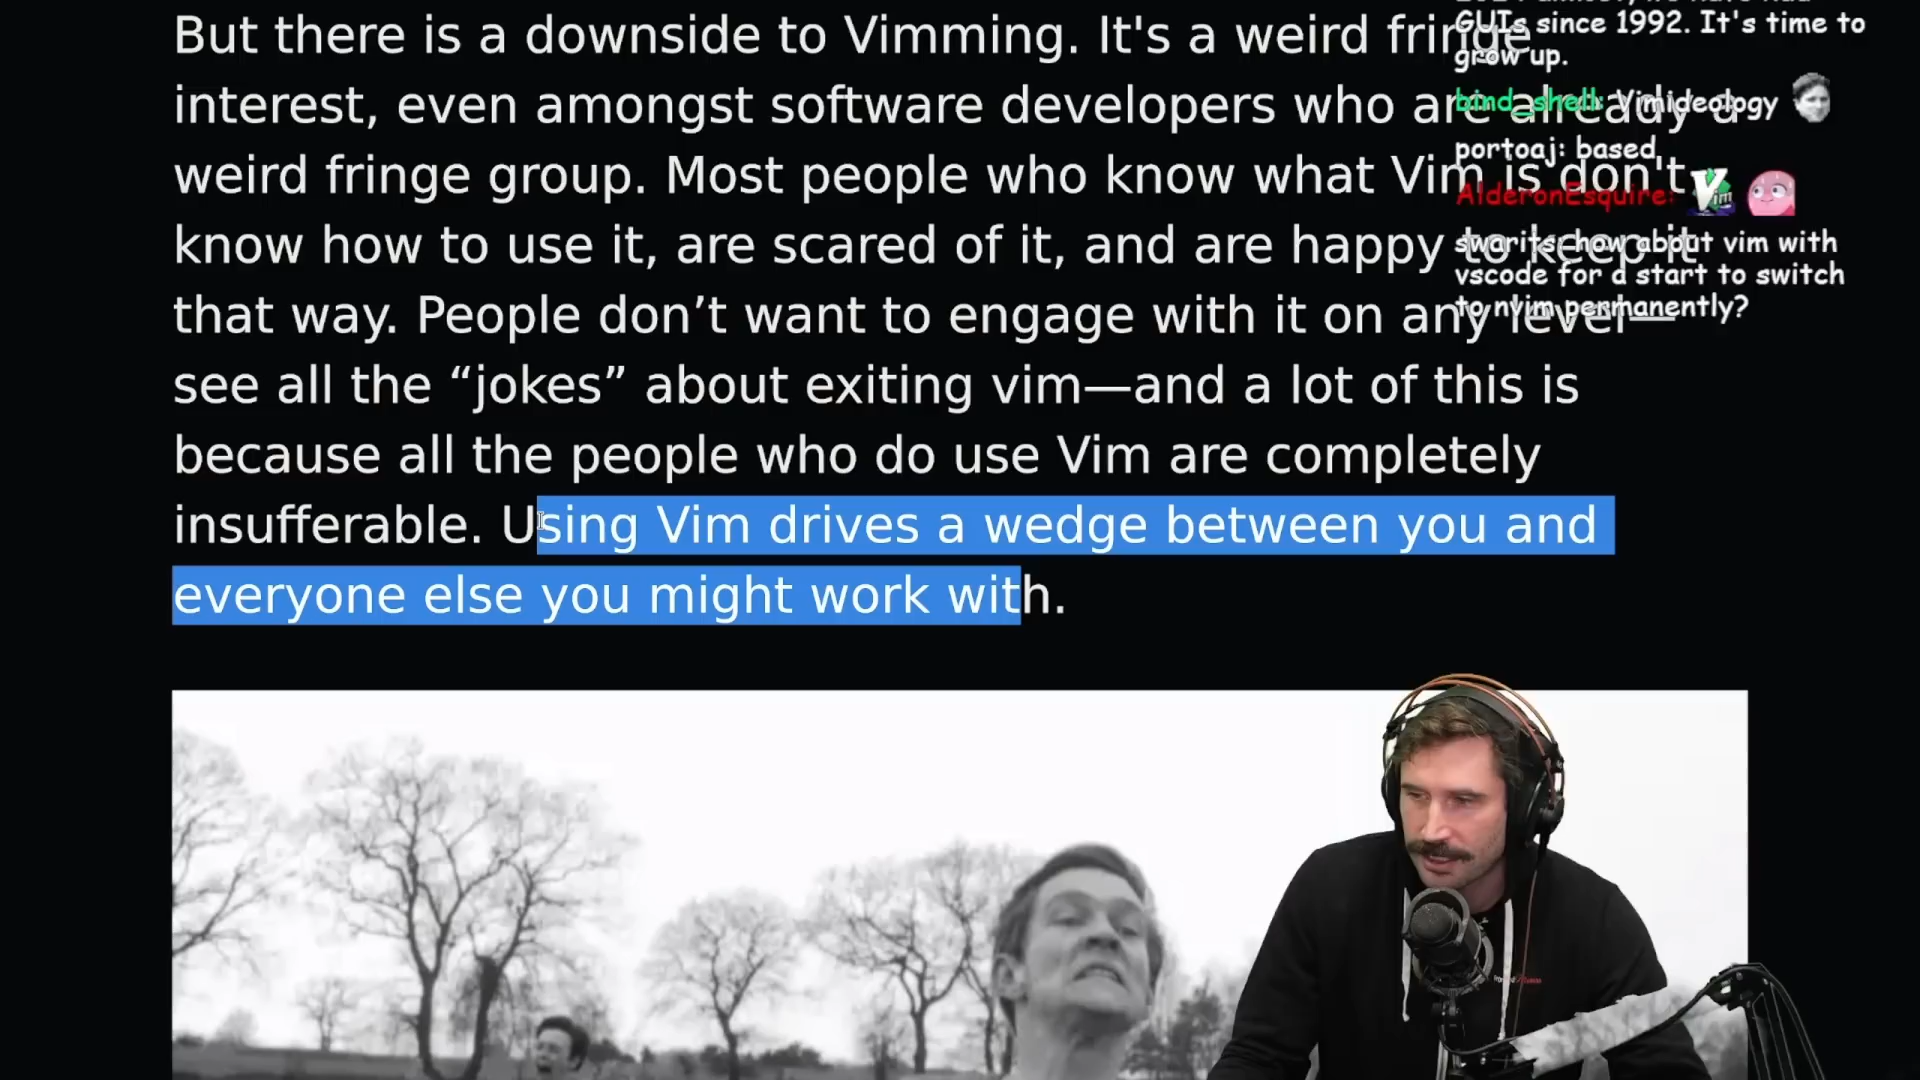 But there is a downside to Vimming. It's a weird fringe
interest, even amongst software developers who are already a
weird fringe group. Most people who know what Vim is don't
know how to use it, are scared of it, and are happy to keep it
that way. People don’t want to engage with it on any level—
see all the “jokes” about exiting vim—and a lot of this is
because all the people who do use Vim are completely
insufferable. Using Vim drives a wedge between you and
everyone else you might work with.
GUIs since 1992. It's time to
grow up.
bind_shell: Vimideology
portoaj: based
AlderonEsquire:
Vim
swarits: how about vim with
vscode for a start to switch
to nvim permanently?